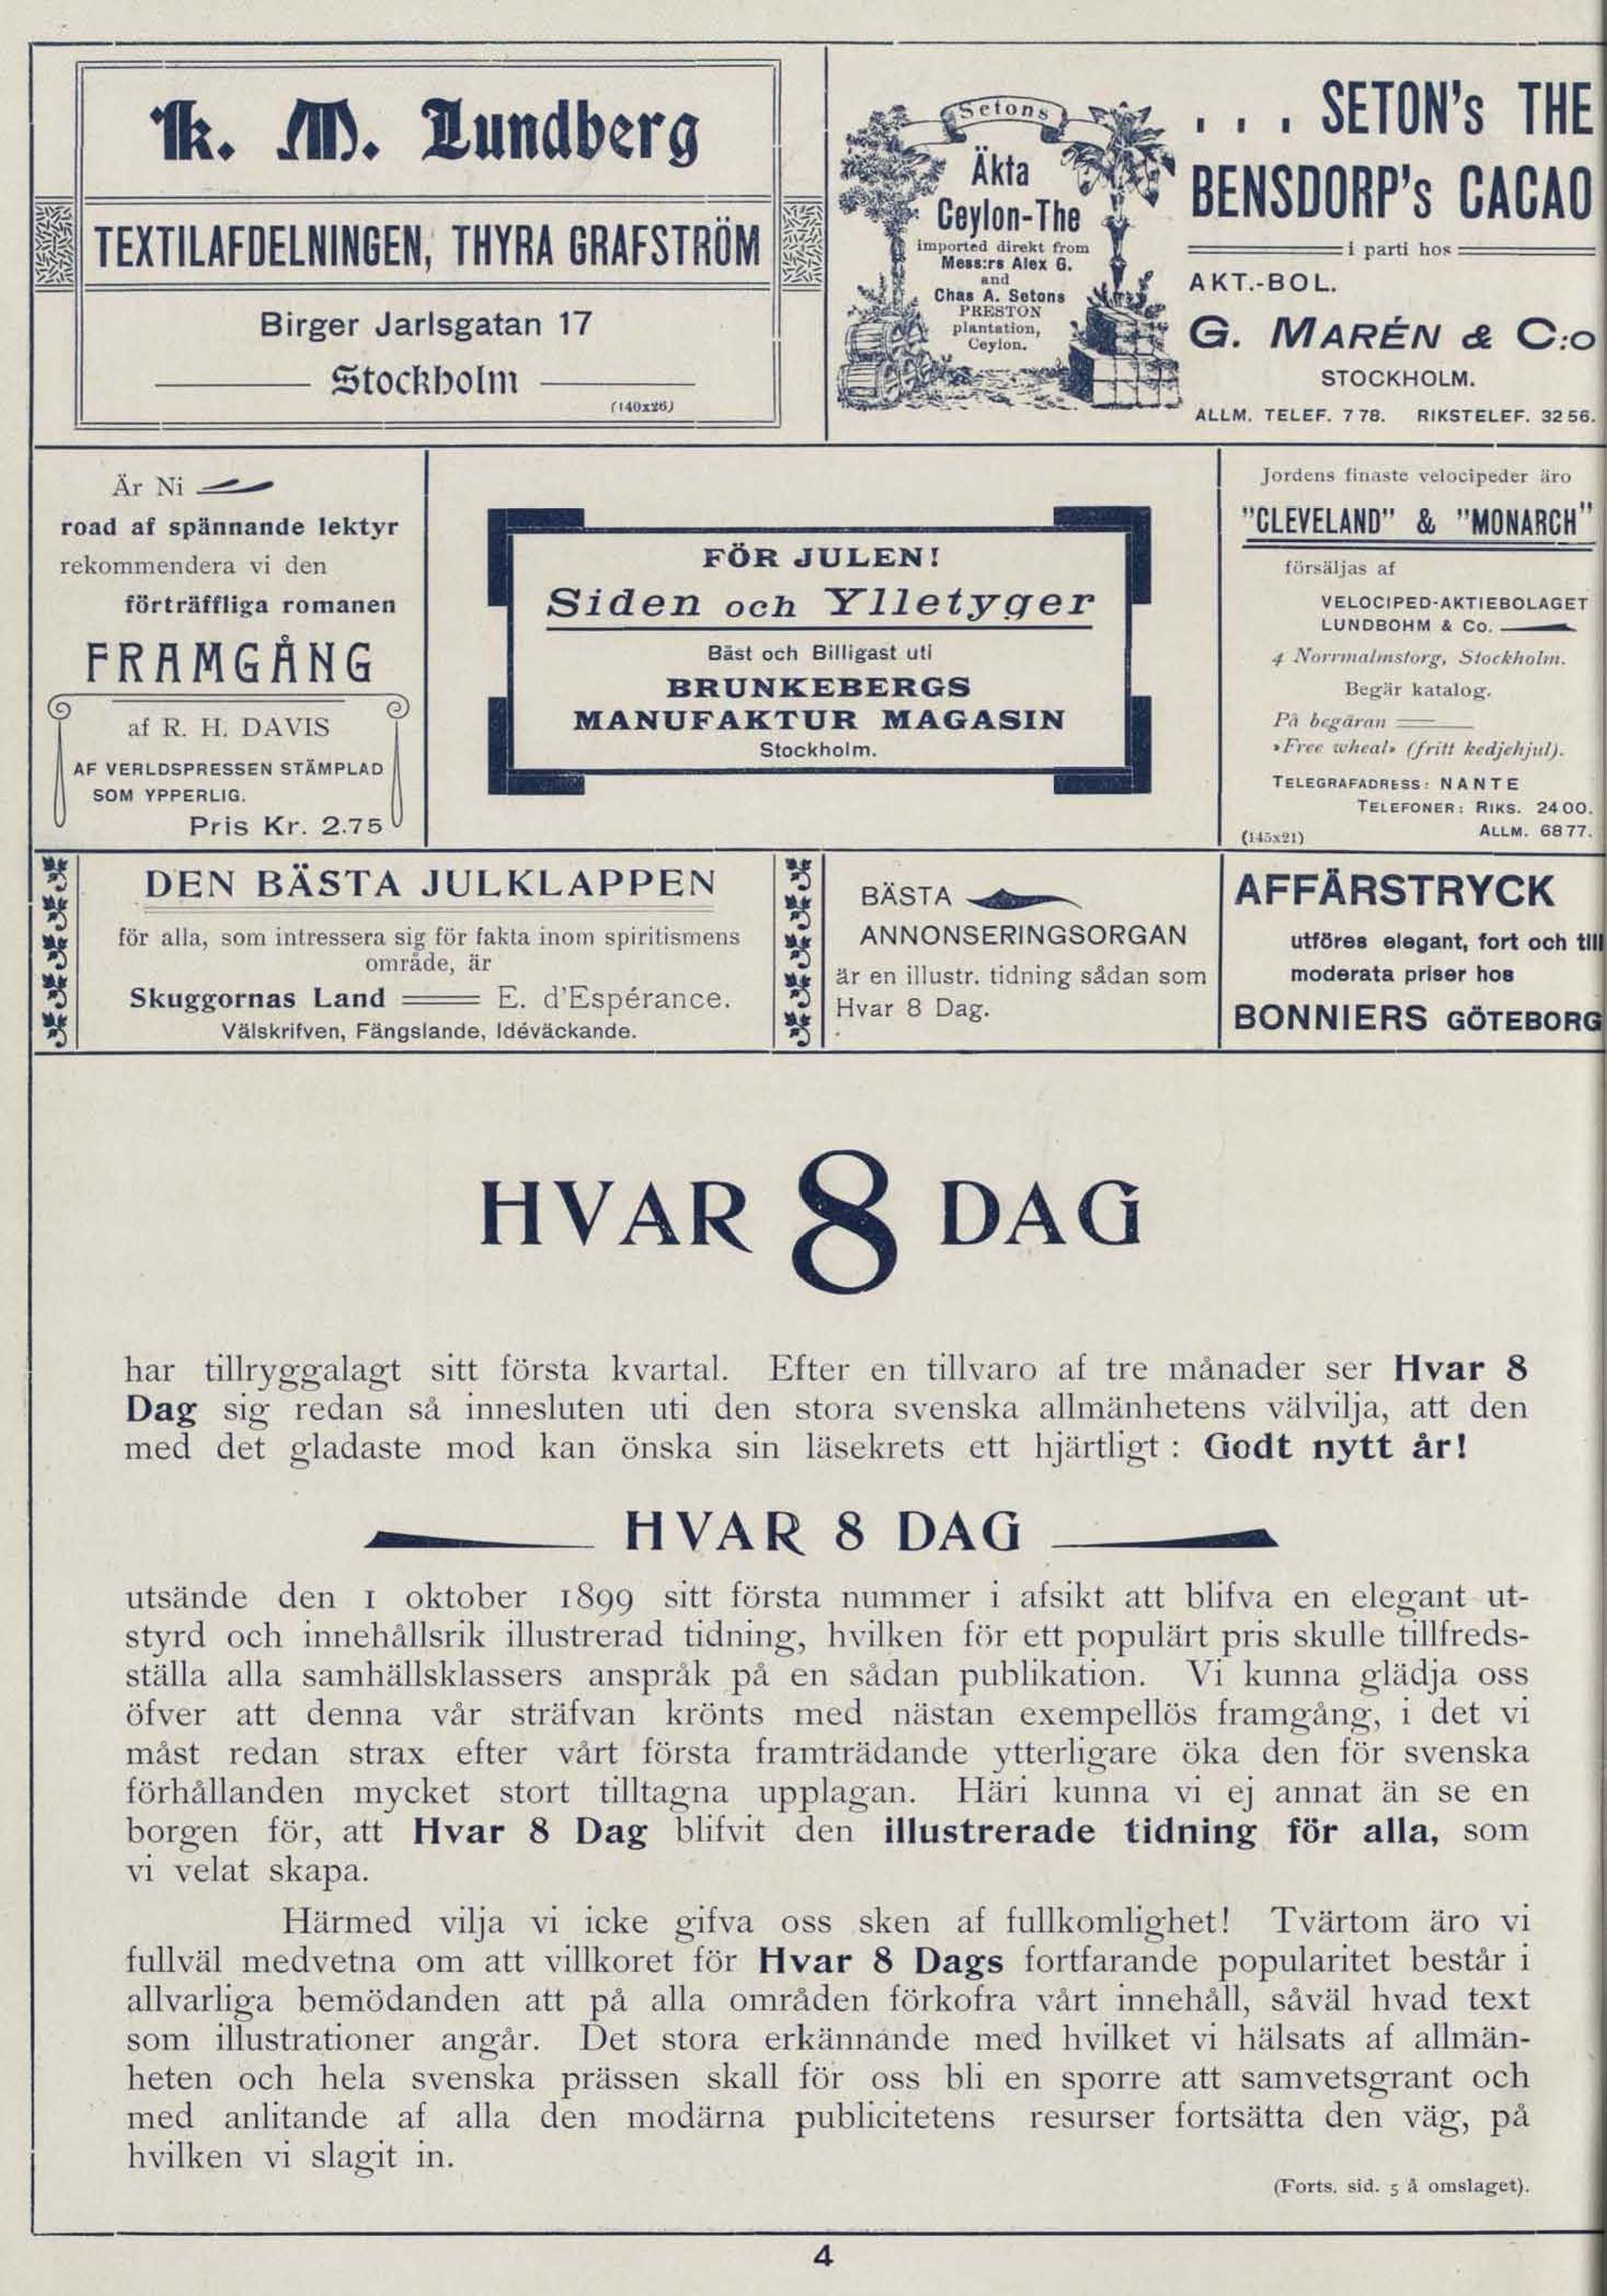 K. M. Lundberg
TEXTILAFDELNINGEN, THYRA GRAFSTRÖM
Birger Jarlsgatan 17
Stockholm
(140x26)
Setons
Äkta
Ceylon-The
imported direkt from
Mess:rs Alex G.
and
Chas A. Setons
PRESTON
plantation,
Ceylon.
. . . SETON's THE
BENSDORP's CACAO
i parti hos
AKT.-BOL.
G. MARÉN & C:o
STOCKHOLM.
ALLM. TELEF. 7 78. RIKSTELEF. 32 56.
Är Ni
road af spännande lektyr
rekommendera vi den
förträffliga romanen
FRAMGÅNG
af R. H. DAVIS
AF VERLDSPRESSEN STÄMPLAD
SOM YPPERLIG.
Pris Kr. 2.75
FÖR JULEN!
Siden och Ylletyger
Bäst och Billigast uti
BRUNKEBERGS
MANUFAKTUR MAGASIN
Stockholm.
Jordens finaste velocipeder äro
"CLEVELAND" & "MONARCH"
försäljas af
VELOCIPED-AKTIEBOLAGET
LUNDBOHM & Co.
4 Norrmalmstorg, Stockholm.
Begär katalog.
På begäran
»Free wheal» (fritt kedjehjul).
TELEGRAFADRESS: NANTE
TELEFONER: RIKS. 24 00.
ALLM. 68 77.
(145x21)
DEN BÄSTA JULKLAPPEN
för alla, som intressera sig för fakta inom spiritismens
område, är
Skuggornas Land E. d'Espérance.
Välskrifven, Fängslande, Idéväckande.
BÄSTA
ANNONSERINGSORGAN
är en illustr. tidning sådan som
Hvar 8 Dag.
AFFÄRSTRYCK
utföres elegant, fort och till
moderata priser hos
BONNIERS GÖTEBORG
HVAR 8 DAG
har tillryggalagt sitt första kvartal. Efter en tillvaro af tre månader ser Hvar 8
Dag sig redan så innesluten uti den stora svenska allmänhetens välvilja, att den
med det gladaste mod kan önska sin läsekrets ett hjärtligt: Godt nytt år!
HVAR 8 DAG
utsände den 1 oktober 1899 sitt första nummer i afsikt att blifva en elegant ut-
styrd och innehållsrik illustrerad tidning, hvilken för ett populärt pris skulle tillfreds-
ställa alla samhällsklassers anspråk på en sådan publikation. Vi kunna glädja oss
öfver att denna vår sträfvan krönts med nästan exempellös framgång, i det vi
måst redan strax efter vårt första framträdande ytterligare öka den för svenska
förhållanden mycket stort tilltagna upplagan. Häri kunna vi ej annat än se en
borgen för, att Hvar 8 Dag blifvit den illustrerade tidning för alla, som
vi velat skapa.
Härmed vilja vi icke gifva oss sken af fullkomlighet! Tvärtom äro vi
fullväl medvetna om att villkoret för Hvar 8 Dags fortfarande popularitet består i
allvarliga bemödanden att på alla områden förkofra vårt innehåll, såväl hvad text
som illustrationer angår. Det stora erkännande med hvilket vi hälsats af allmän-
heten och hela svenska prässen skall för oss bli en sporre att samvetsgrant och
med anlitande af alla den modärna publicitetens resurser fortsätta den väg, på
hvilken vi slagit in.
(Forts. sid. 5 å omslaget).
4